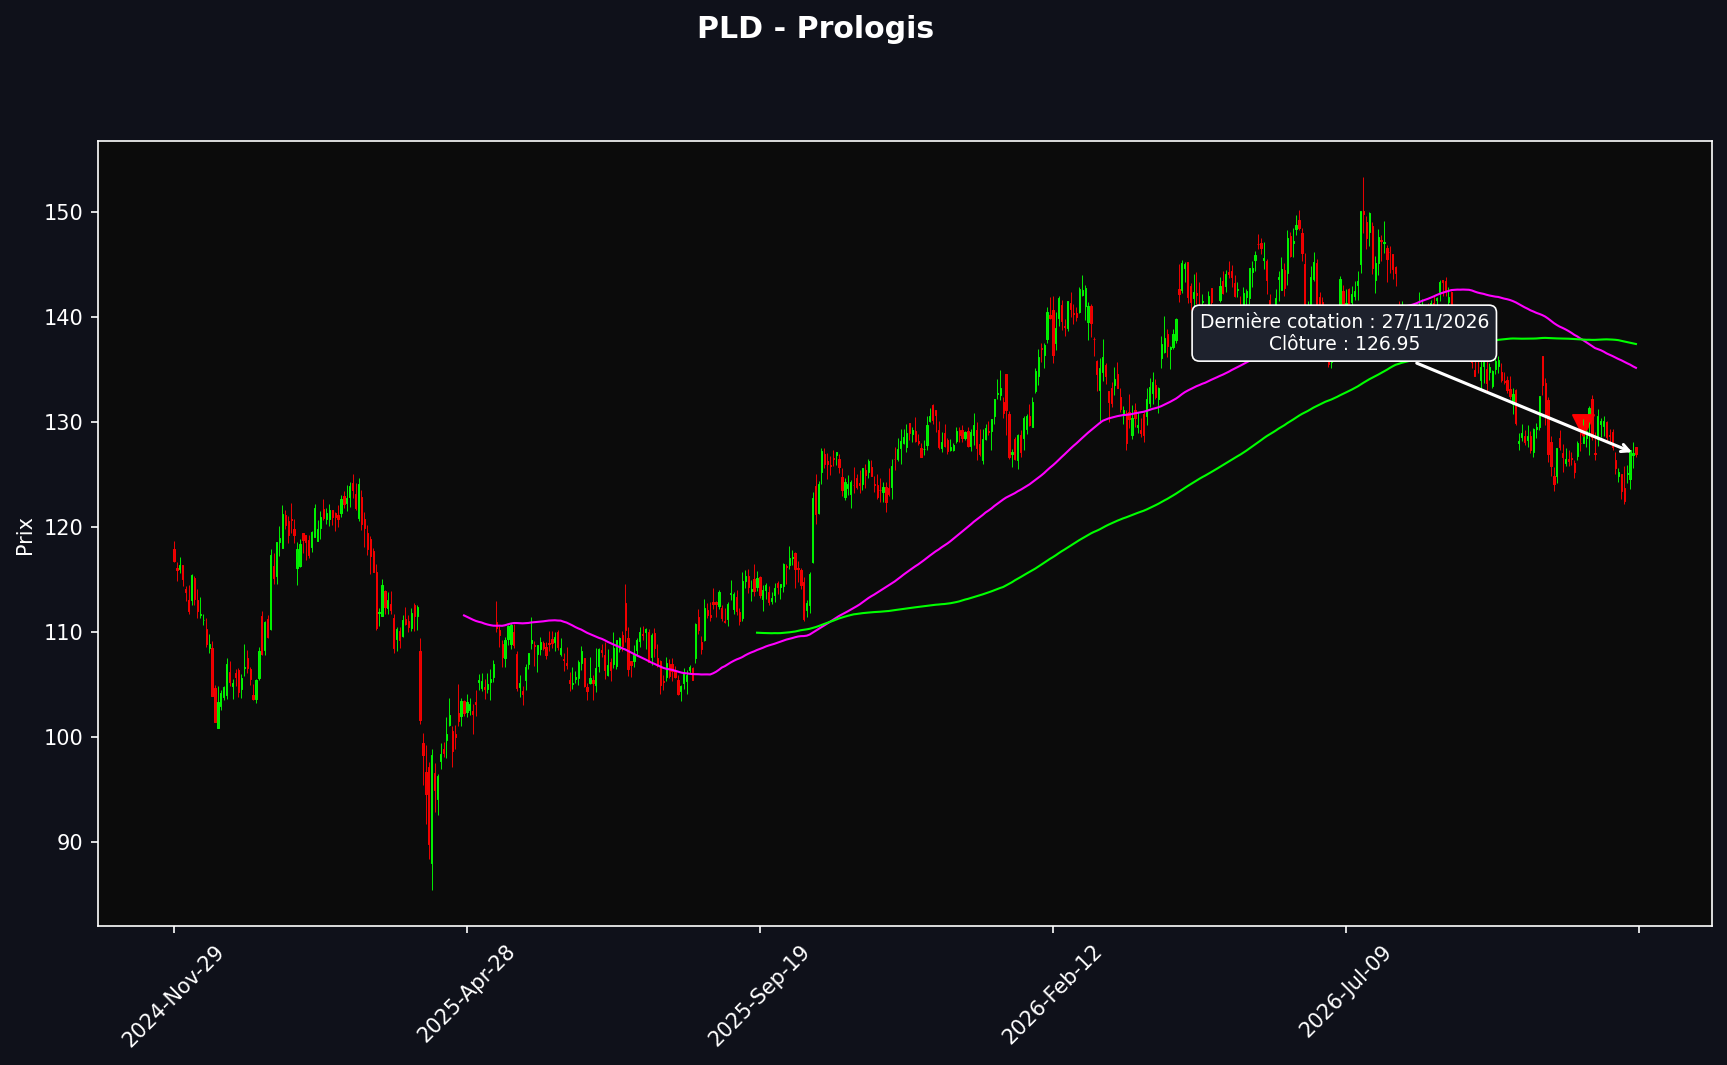 PLD - Prologis
Prix
150
140
130
120
110
100
90
Dernière cotation : 27/11/2026
Clôture : 126.95
2024-Nov-29
2025-Apr-28
2025-Sep-19
2026-Feb-12
2026-Jul-09